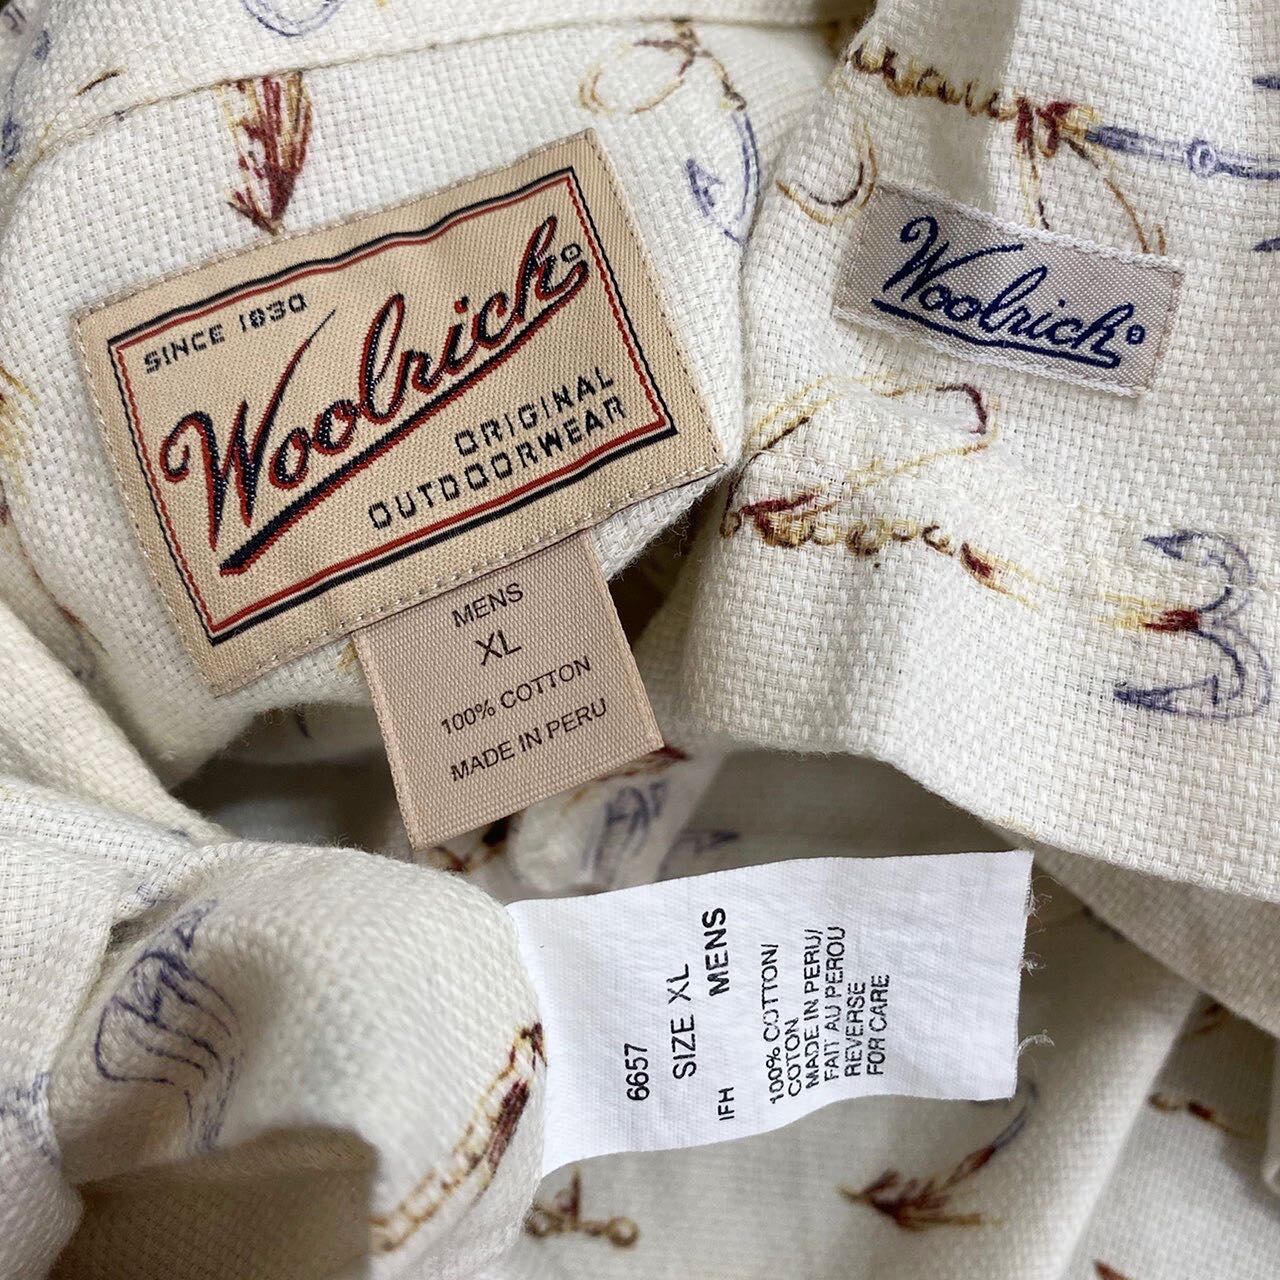 SINCE 1830
Woolrich®
ORIGINAL
OUTDOORWEAR
MENS
XL
100% COTTON
MADE IN PERU
Woolrich®
6657
SIZE XL
IFH MENS
100% COTTON/
COTON
MADE IN PERU/
FAIT AU PEROU
REVERSE
FOR CARE